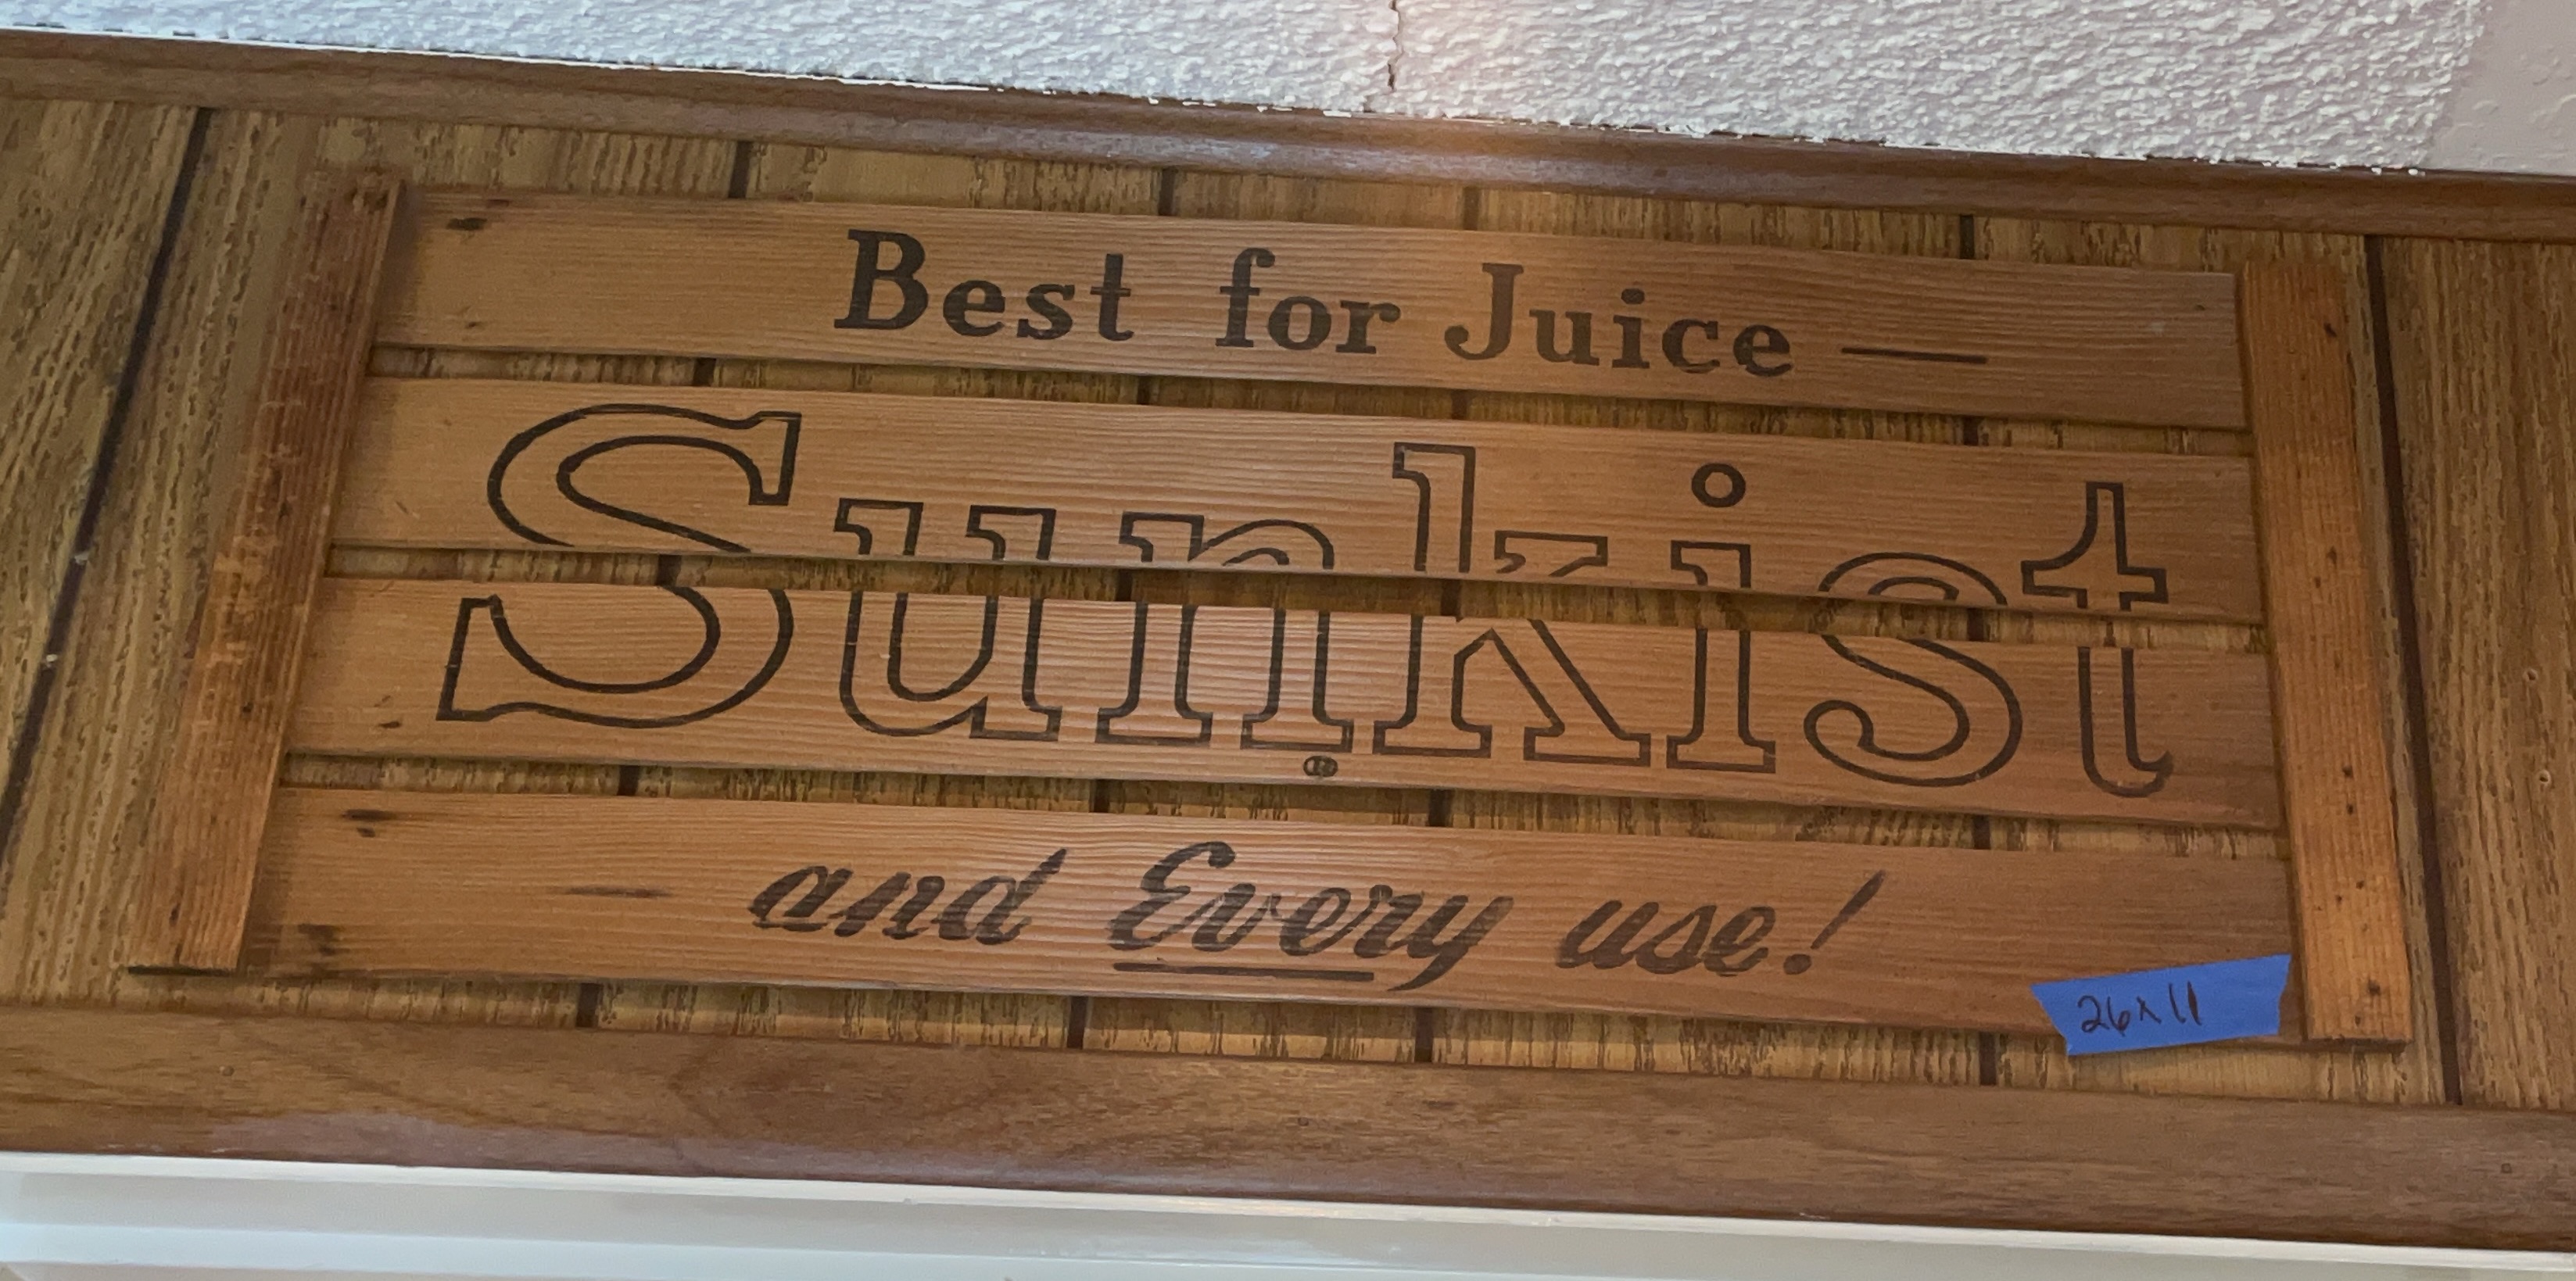 Best for Juice —
Sunkist
and Every use!
26x11